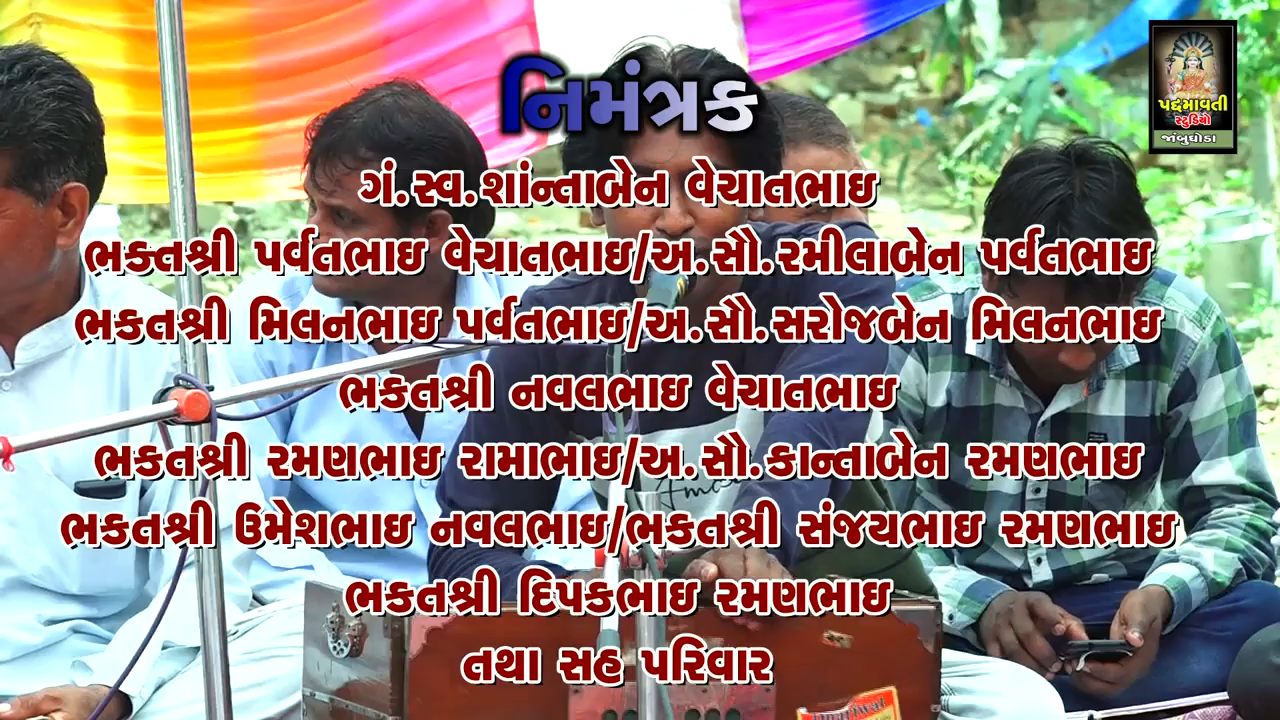 નિમંત્રક
પદમાવતી
સ્ટુડિયો
જાંબુઘોડા
ગં.સ્વ.શાંન્તાબેન વેચાતભાઇ
ભક્તશ્રી પર્વતભાઇ વેચાતભાઇ/અ.સૌ.રમીલાબેન પર્વતભાઇ
ભકતશ્રી મિલનભાઇ પર્વતભાઇ/અ.સૌ.સરોજબેન મિલનભાઇ
ભકતશ્રી નવલભાઇ વેચાતભાઇ
ભકતશ્રી રમણભાઇ રામાભાઇ/અ.સૌ.કાન્તાબેન રમણભાઇ
ભકતશ્રી ઉમેશભાઇ નવલભાઇ/ભકતશ્રી સંજયભાઇ રમણભાઇ
ભકતશ્રી દિપકભાઇ રમણભાઇ
તથા સહ પરિવાર